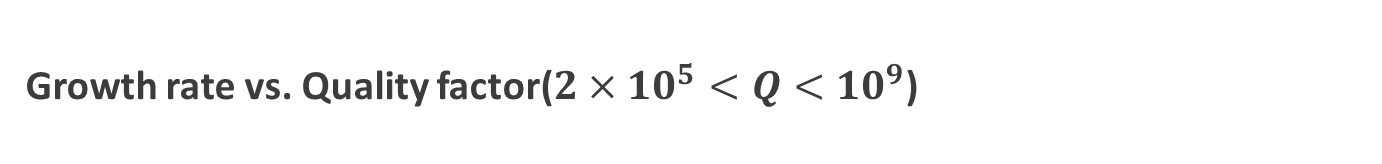 Growth rate vs. Quality factor(2 × 10⁵ < Q < 10⁹)